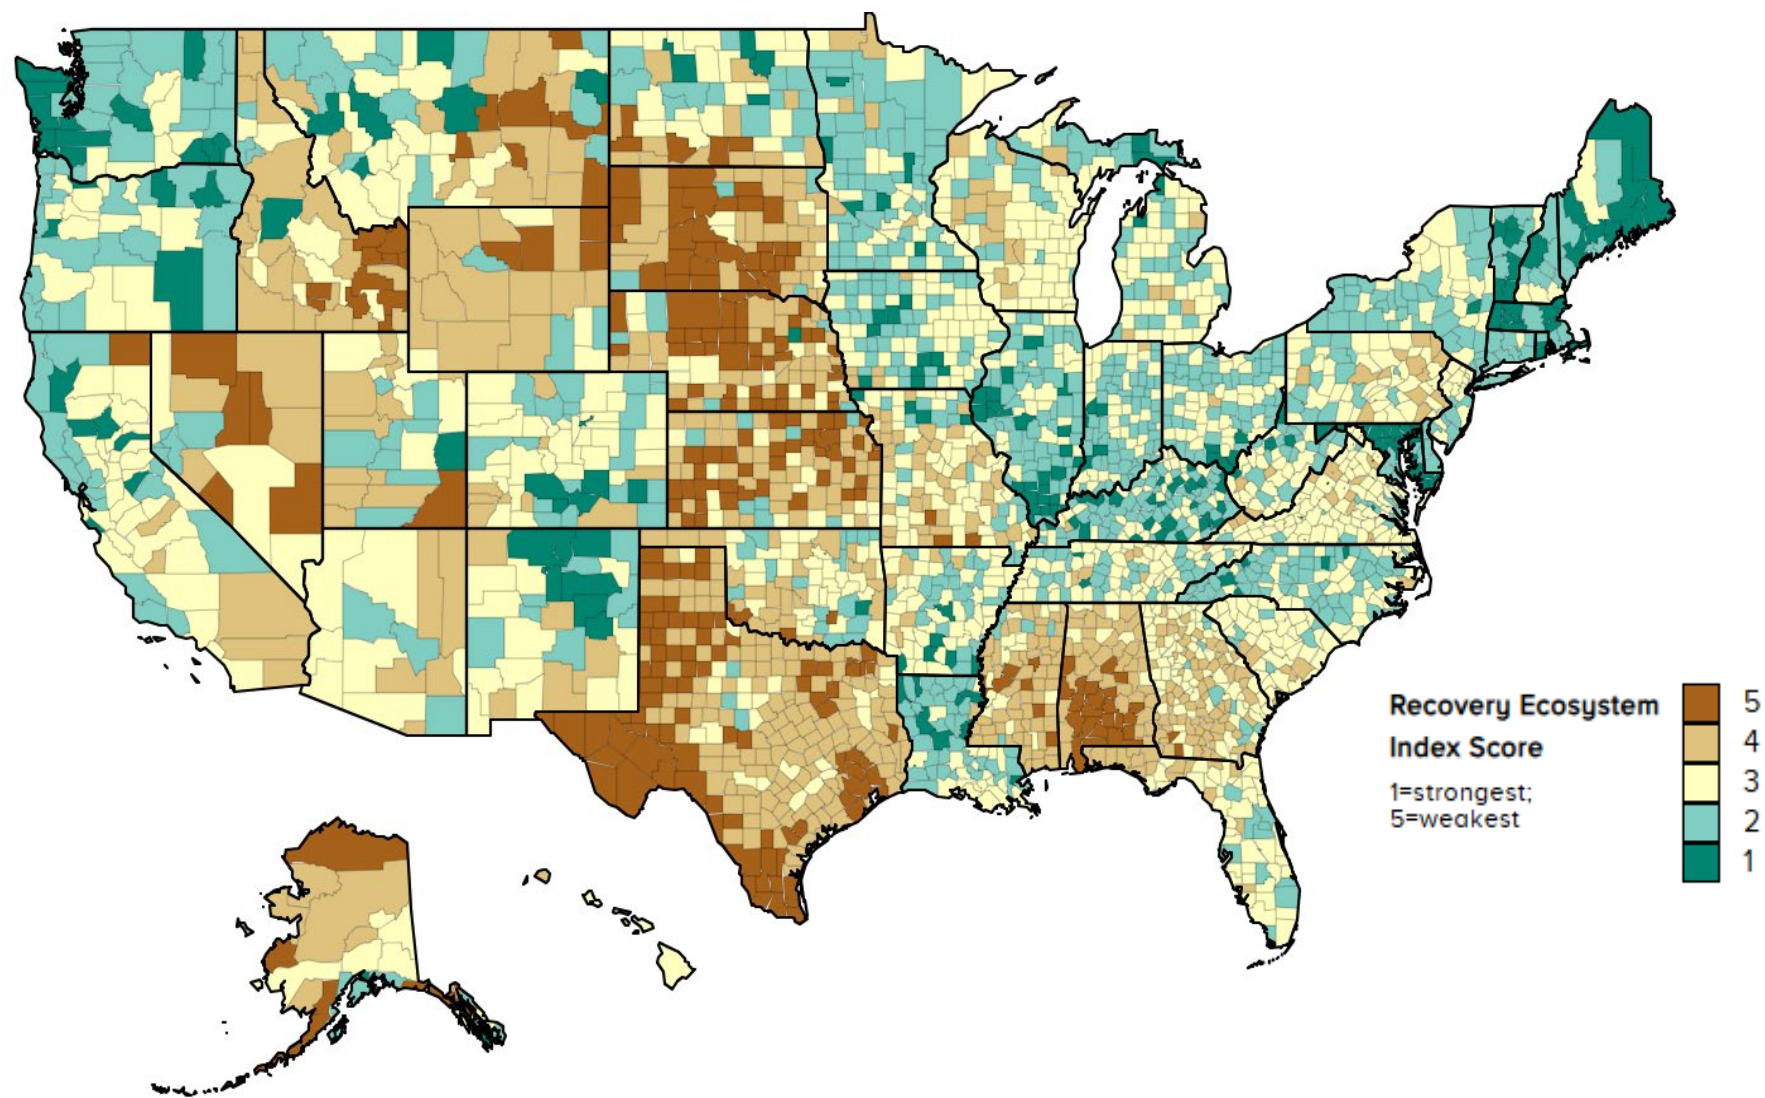 Recovery Ecosystem
Index Score
1=strongest;
5=weakest
5
4
3
2
1